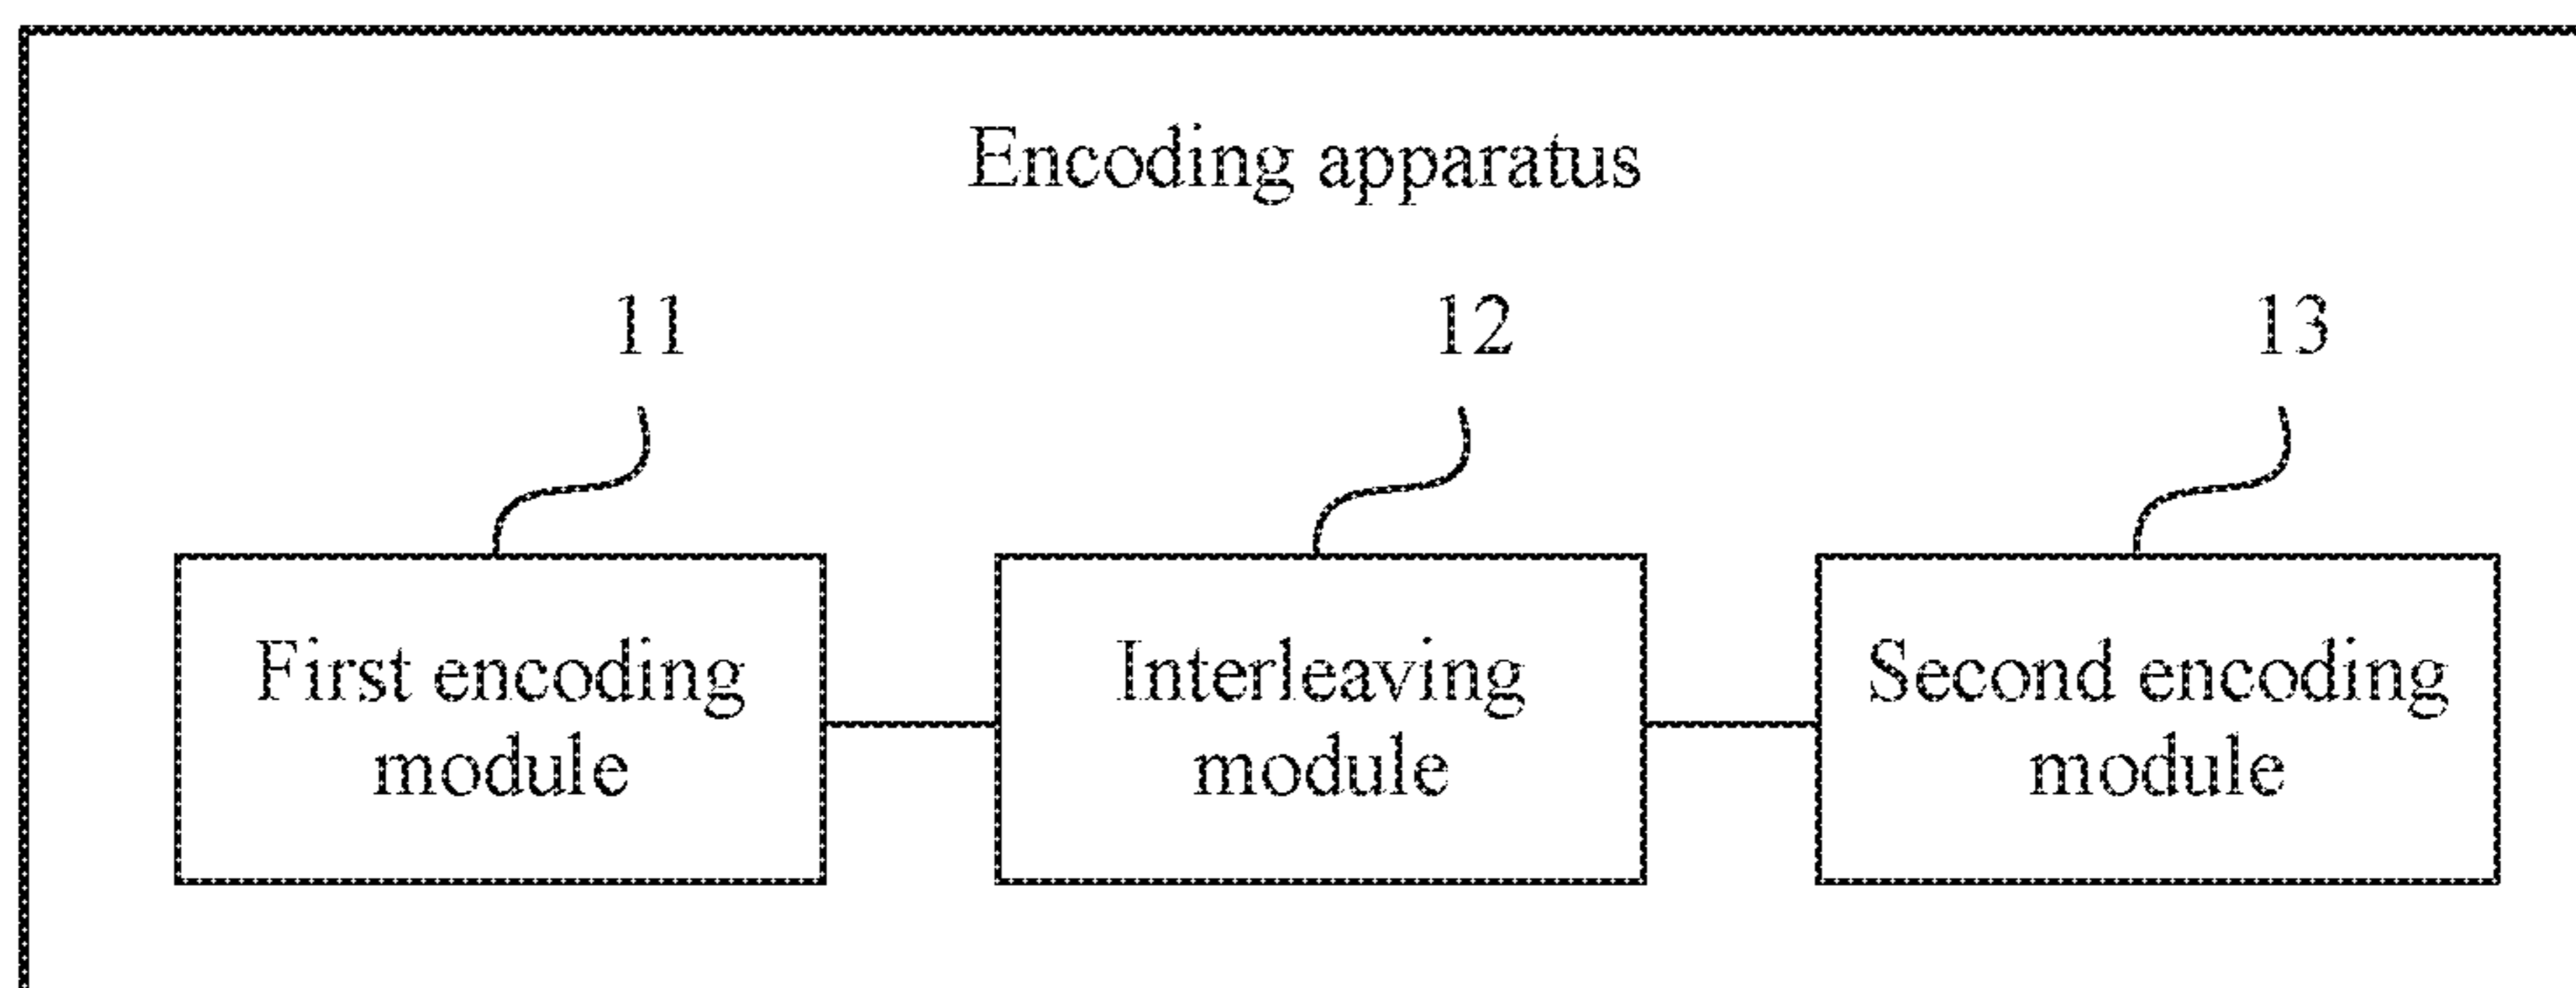 Encoding apparatus
11
12
13
First encoding
module
Interleaving
module
Second encoding
module